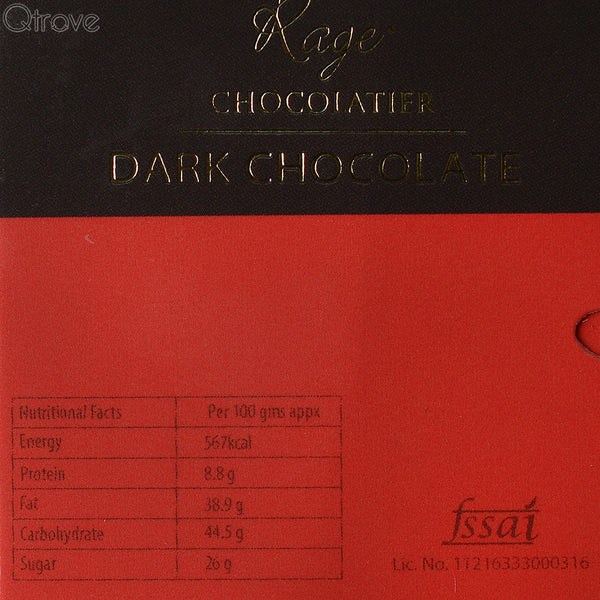 Qtrove
Rage
CHOCOLATIER
DARK CHOCOLATE
Nutritional Facts Per 100 gms appx
Energy 567kcal
Protein 8.8 g
Fat 38.9 g
Carbohydrate 44.5 g
Sugar 26 g
fssai
Lic. No. 11216333000316